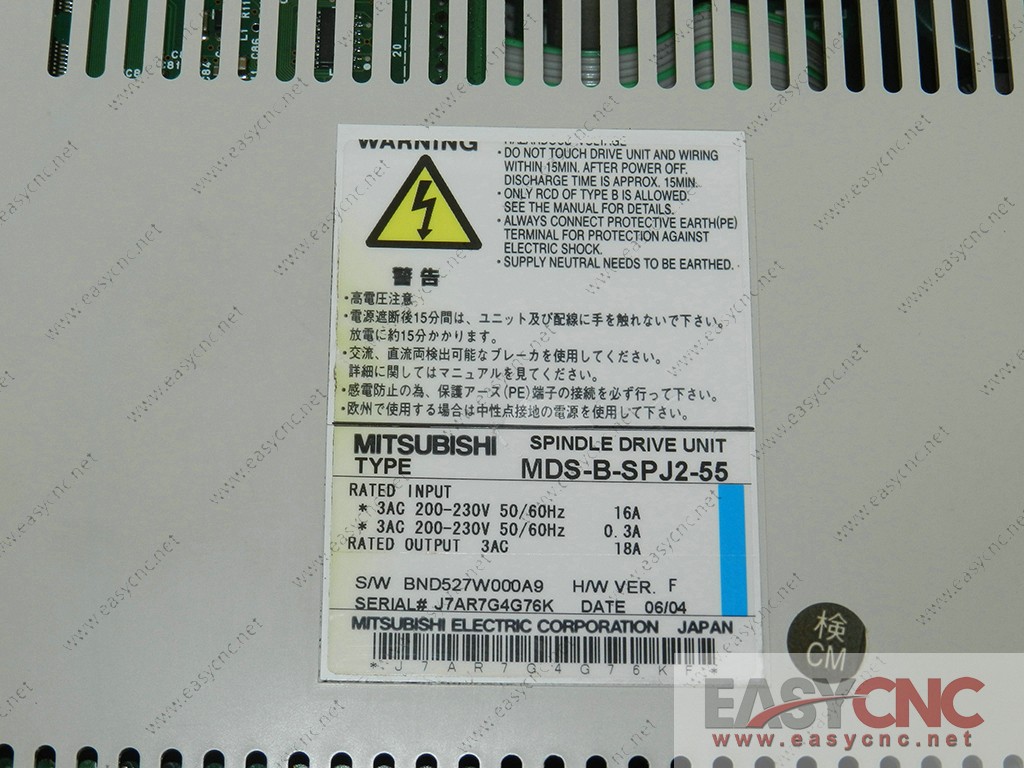 WARNING
HAZARDOUS VOLTAGE
・DO NOT TOUCH DRIVE UNIT AND WIRING
WITHIN 15MIN. AFTER POWER OFF.
DISCHARGE TIME IS APPROX. 15MIN.
・ONLY RCD OF TYPE B IS ALLOWED.
SEE THE MANUAL FOR DETAILS.
・ALWAYS CONNECT PROTECTIVE EARTH(PE)
TERMINAL FOR PROTECTION AGAINST
ELECTRIC SHOCK.
・SUPPLY NEUTRAL NEEDS TO BE EARTHED.
警告
・高電圧注意
・電源遮断後15分間は、ユニット及び配線に手を触れないで下さい。
放電に約15分かかります。
・交流、直流両検出可能なブレーカを使用してください。
詳細に関してはマニュアルを見てください。
・感電防止の為、保護アース(PE)端子の接続を必ず行って下さい。
・欧州で使用する場合は中性点接地の電源を使用して下さい。
MITSUBISHI SPINDLE DRIVE UNIT
TYPE MDS-B-SPJ2-55
RATED INPUT
* 3AC 200-230V 50/60Hz 16A
* 3AC 200-230V 50/60Hz 0.3A
RATED OUTPUT 3AC 18A
S/W BND527W000A9 H/W VER. F
SERIAL# J7AR7G4G76K DATE 06/04
MITSUBISHI ELECTRIC CORPORATION JAPAN
* J 7 A R 7 G 4 G 7 6 K F *
検
CM
EASYCNC
www.easycnc.net